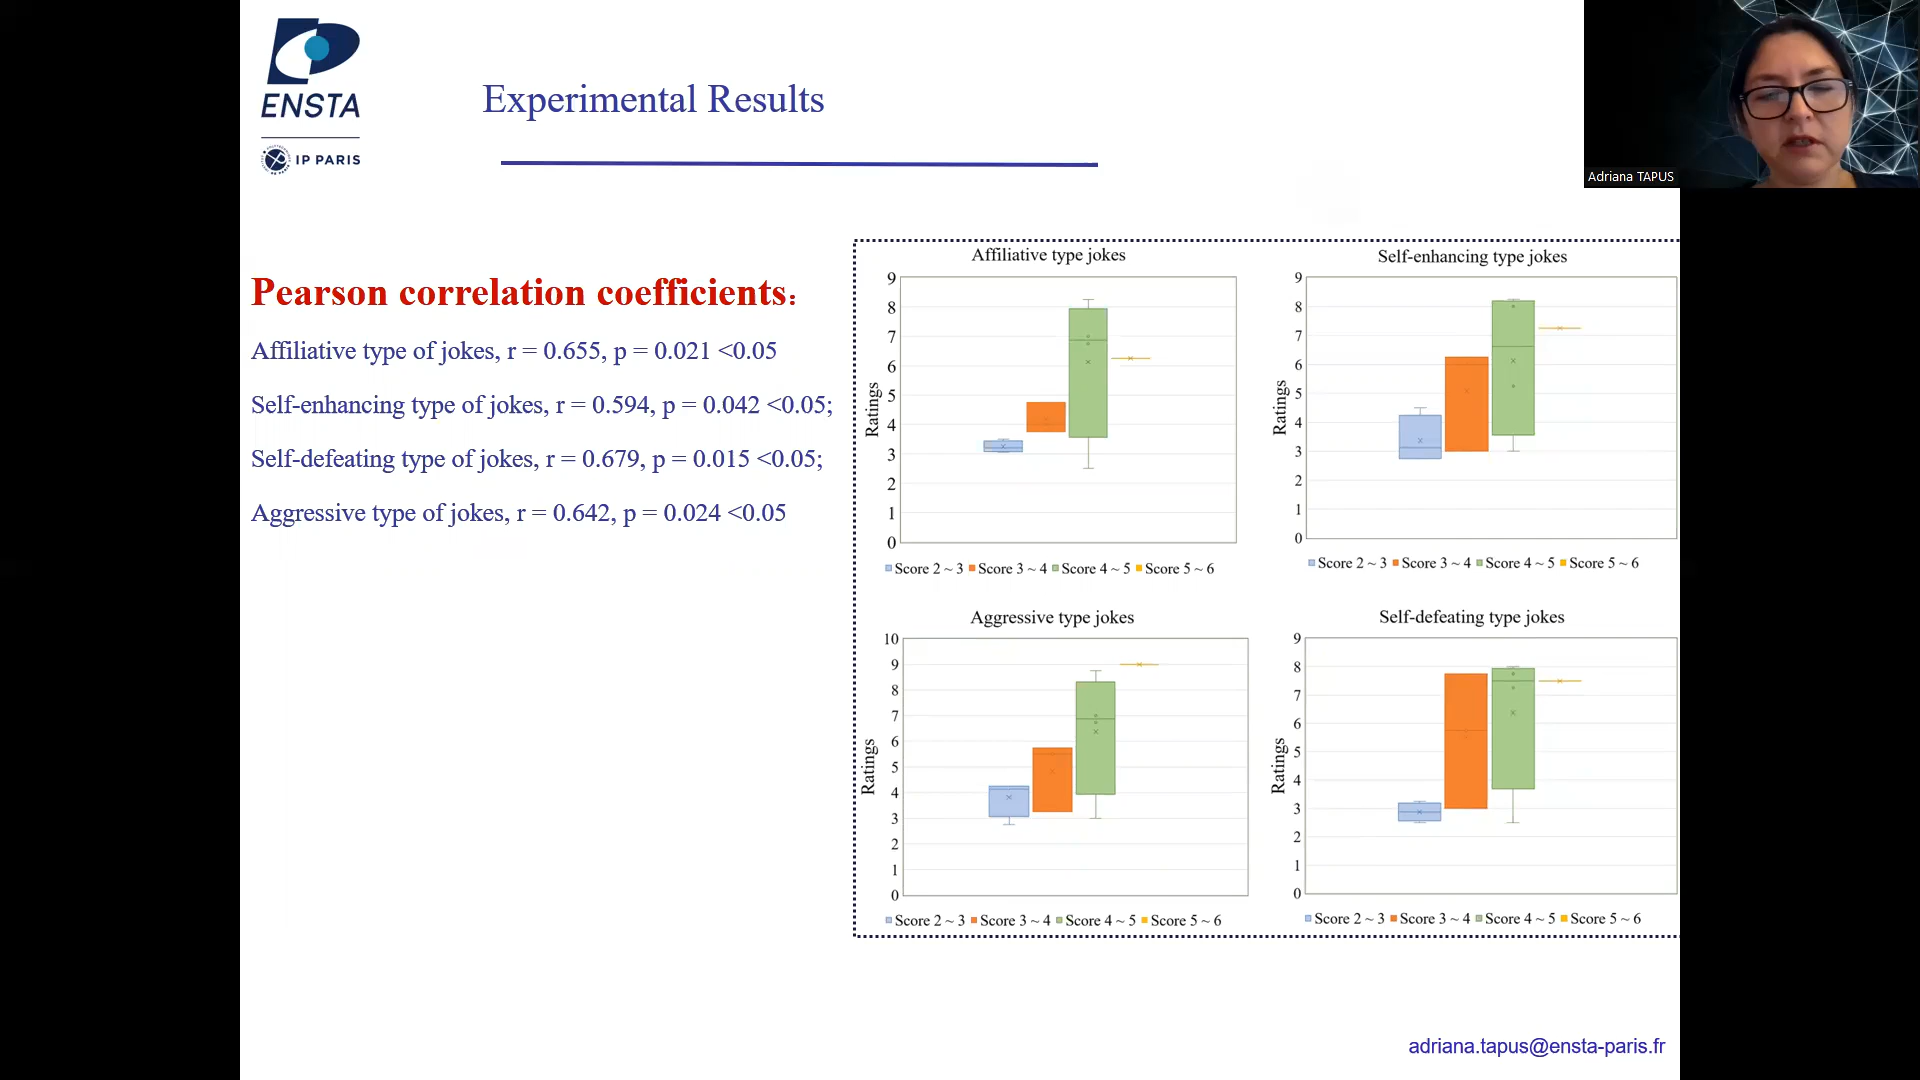 ENSTA
IP PARIS
Experimental Results
Adriana TAPUS
Pearson correlation coefficients:
Affiliative type of jokes, r = 0.655, p = 0.021 <0.05
Self-enhancing type of jokes, r = 0.594, p = 0.042 <0.05;
Self-defeating type of jokes, r = 0.679, p = 0.015 <0.05;
Aggressive type of jokes, r = 0.642, p = 0.024 <0.05
Affiliative type jokes
9
8
7
6
5
4
3
2
1
0
Ratings
Score 2 ~ 3 Score 3 ~ 4 Score 4 ~ 5 Score 5 ~ 6
Self-enhancing type jokes
9
8
7
6
5
4
3
2
1
0
Ratings
Score 2 ~ 3 Score 3 ~ 4 Score 4 ~ 5 Score 5 ~ 6
Aggressive type jokes
10
9
8
7
6
5
4
3
2
1
0
Ratings
Score 2 ~ 3 Score 3 ~ 4 Score 4 ~ 5 Score 5 ~ 6
Self-defeating type jokes
9
8
7
6
5
4
3
2
1
0
Ratings
Score 2 ~ 3 Score 3 ~ 4 Score 4 ~ 5 Score 5 ~ 6
adriana.tapus@ensta-paris.fr